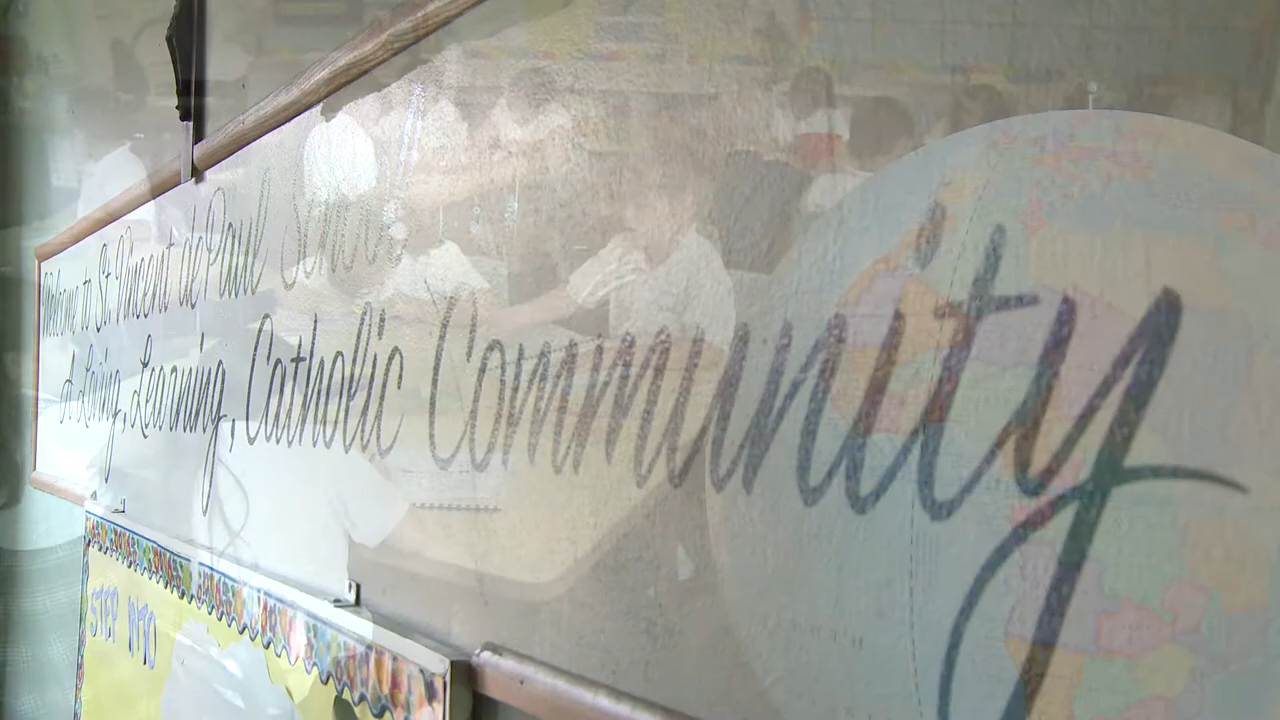 Welcome to St. Vincent de Paul School
A Loving, Learning, Catholic Community
STEP INTO